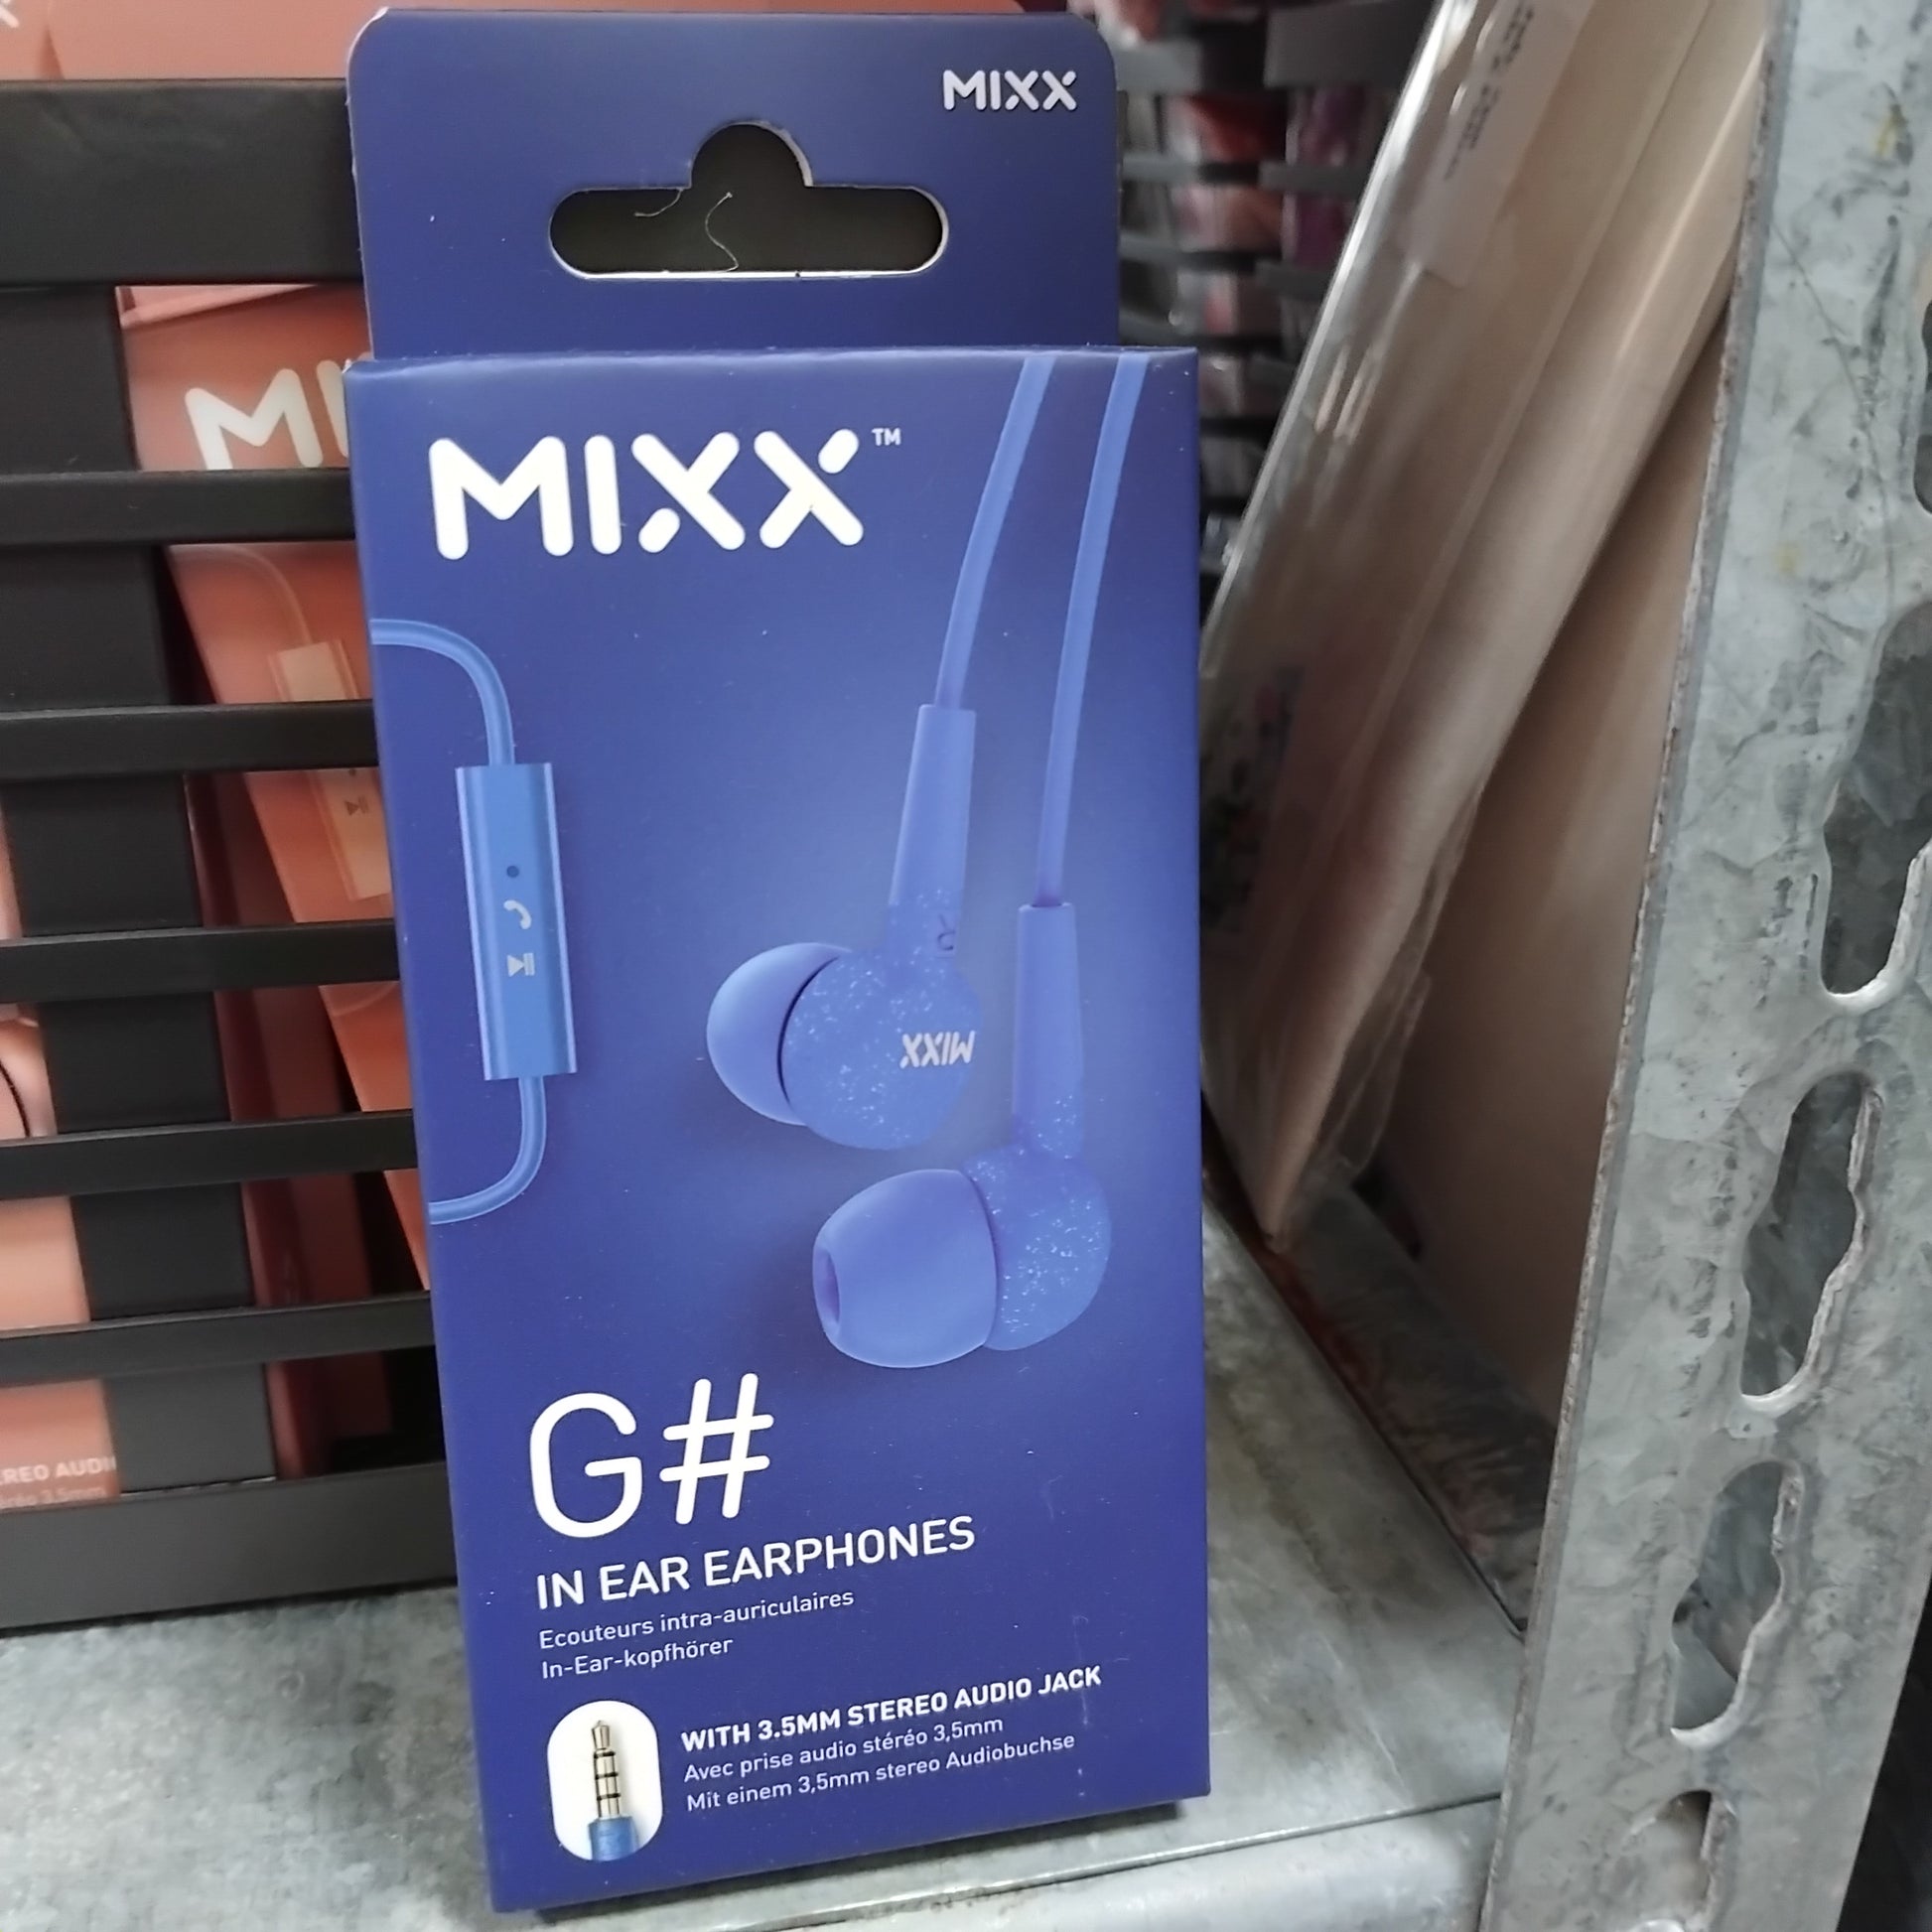 MIXX
MIXX™
R
MIXX
G#
IN EAR EARPHONES
Ecouteurs intra-auriculaires
In-Ear-kopfhörer
WITH 3.5MM STEREO AUDIO JACK
Avec prise audio stéréo 3,5mm
Mit einem 3,5mm stereo Audiobuchse